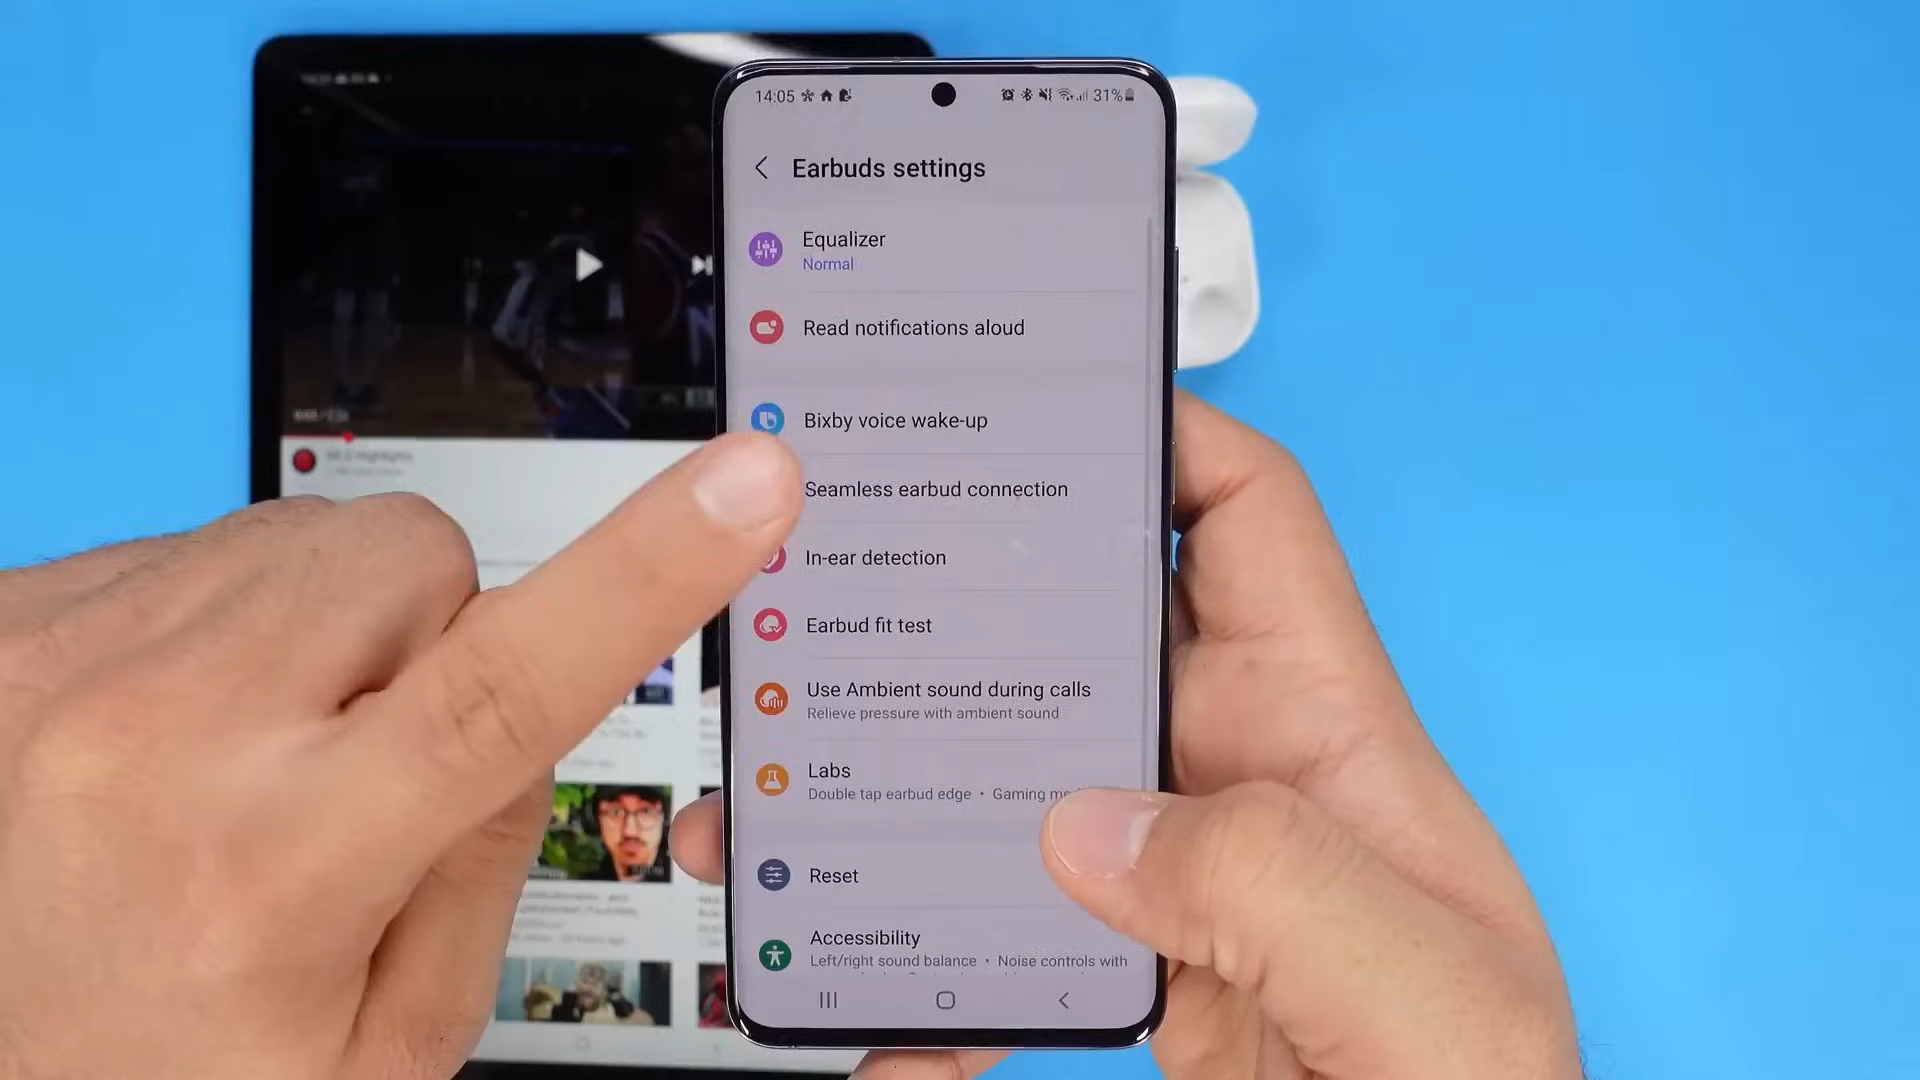 14:05
31%
Earbuds settings
Equalizer
Normal
Read notifications aloud
Bixby voice wake-up
Seamless earbud connection
In-ear detection
Earbud fit test
Use Ambient sound during calls
Relieve pressure with ambient sound
Labs
Double tap earbud edge • Gaming
Reset
Accessibility
Left/right sound balance • Noise controls with